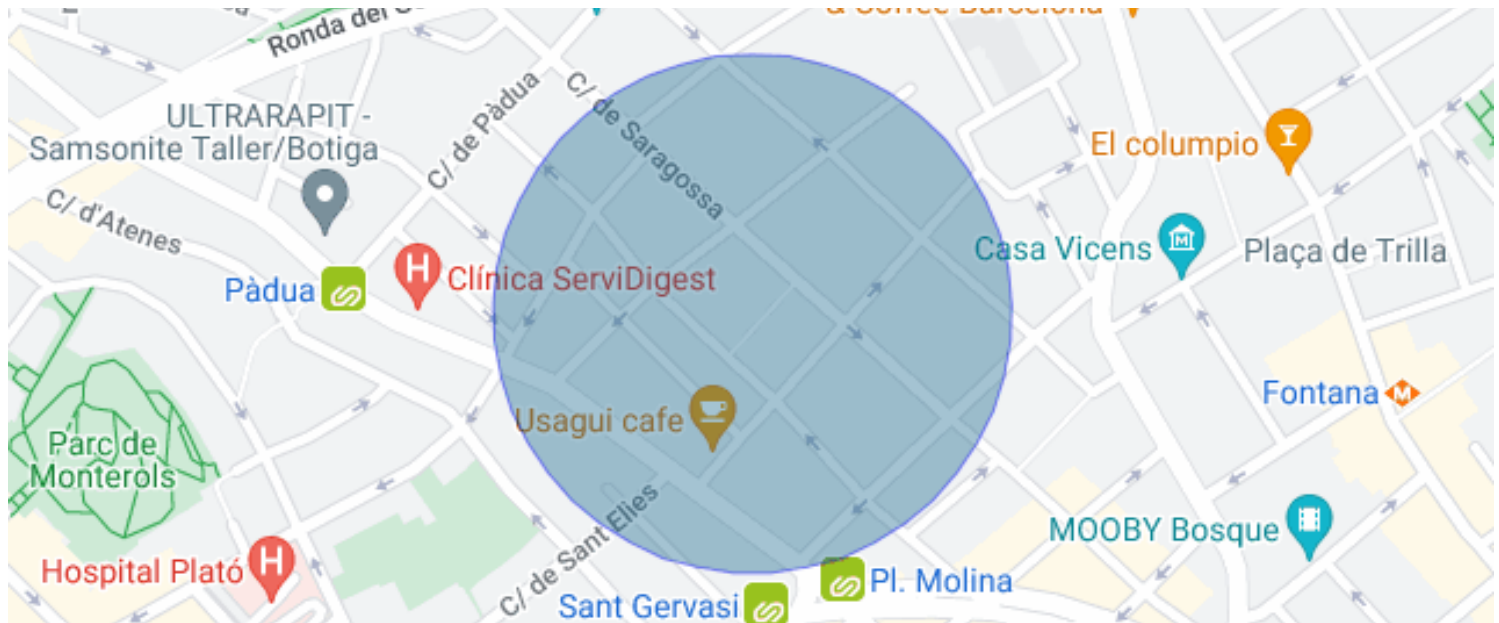 & Coffee Barcelona
Ronda del
C/ de Pàdua
C/ de Saragossa
ULTRARAPIT -
Samsonite Taller/Botiga
El columpio
C/ d'Atenes
Casa Vicens
Plaça de Trilla
Pàdua
Clínica ServiDigest
Fontana
Usagui cafe
Parc de
Monterols
MOOBY Bosque
C/ de Sant Elies
Hospital Plató
Pl. Molina
Sant Gervasi